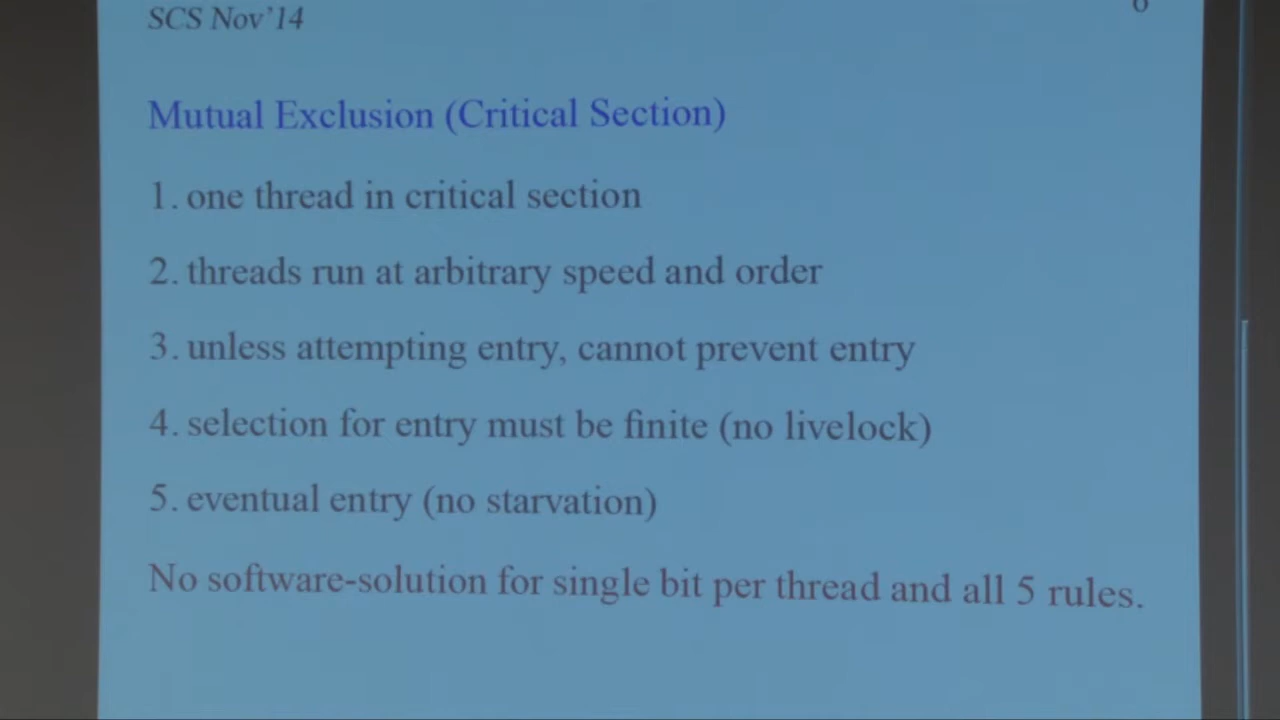 SCS Nov’14
Mutual Exclusion (Critical Section)
1. one thread in critical section
2. threads run at arbitrary speed and order
3. unless attempting entry, cannot prevent entry
4. selection for entry must be finite (no livelock)
5. eventual entry (no starvation)
No software-solution for single bit per thread and all 5 rules.